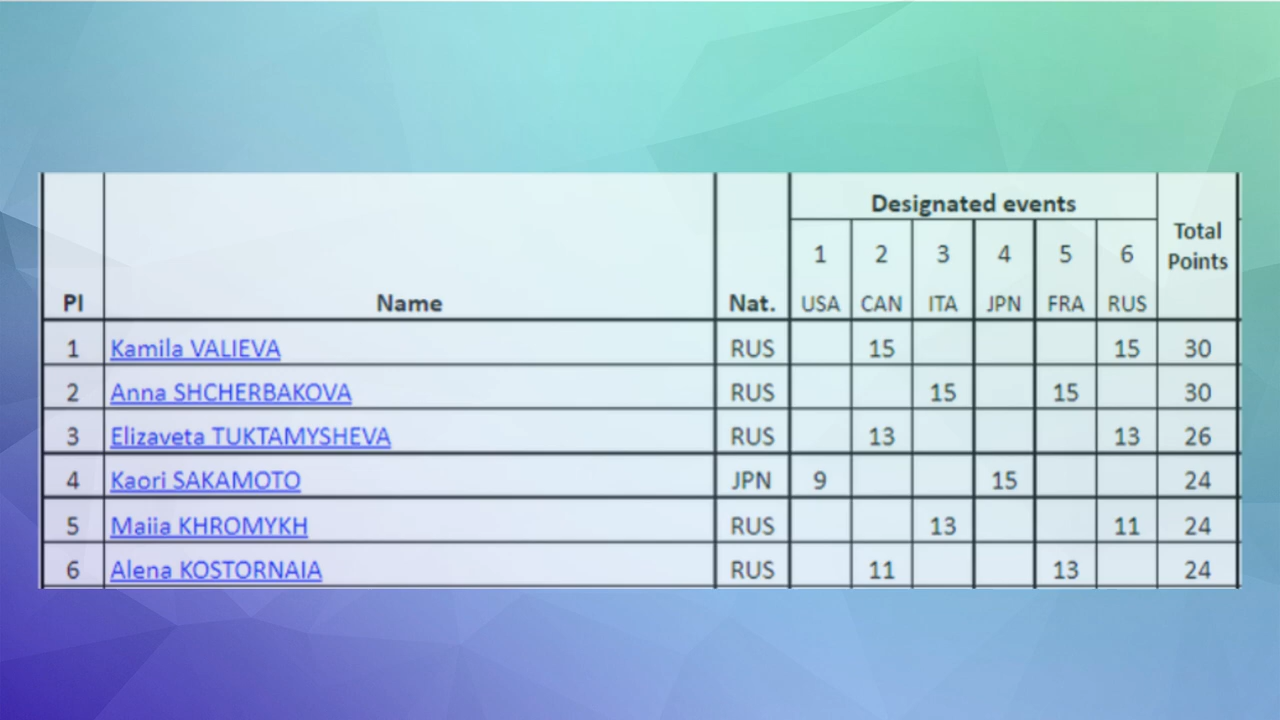 Designated events
Total Points
1 2 3 4 5 6
Pl Name Nat. USA CAN ITA JPN FRA RUS
1 Kamila VALIEVA RUS 15 15 30
2 Anna SHCHERBAKOVA RUS 15 15 30
3 Elizaveta TUKTAMYSHEVA RUS 13 13 26
4 Kaori SAKAMOTO JPN 9 15 24
5 Maiia KHROMYKH RUS 13 11 24
6 Alena KOSTORNAIA RUS 11 13 24